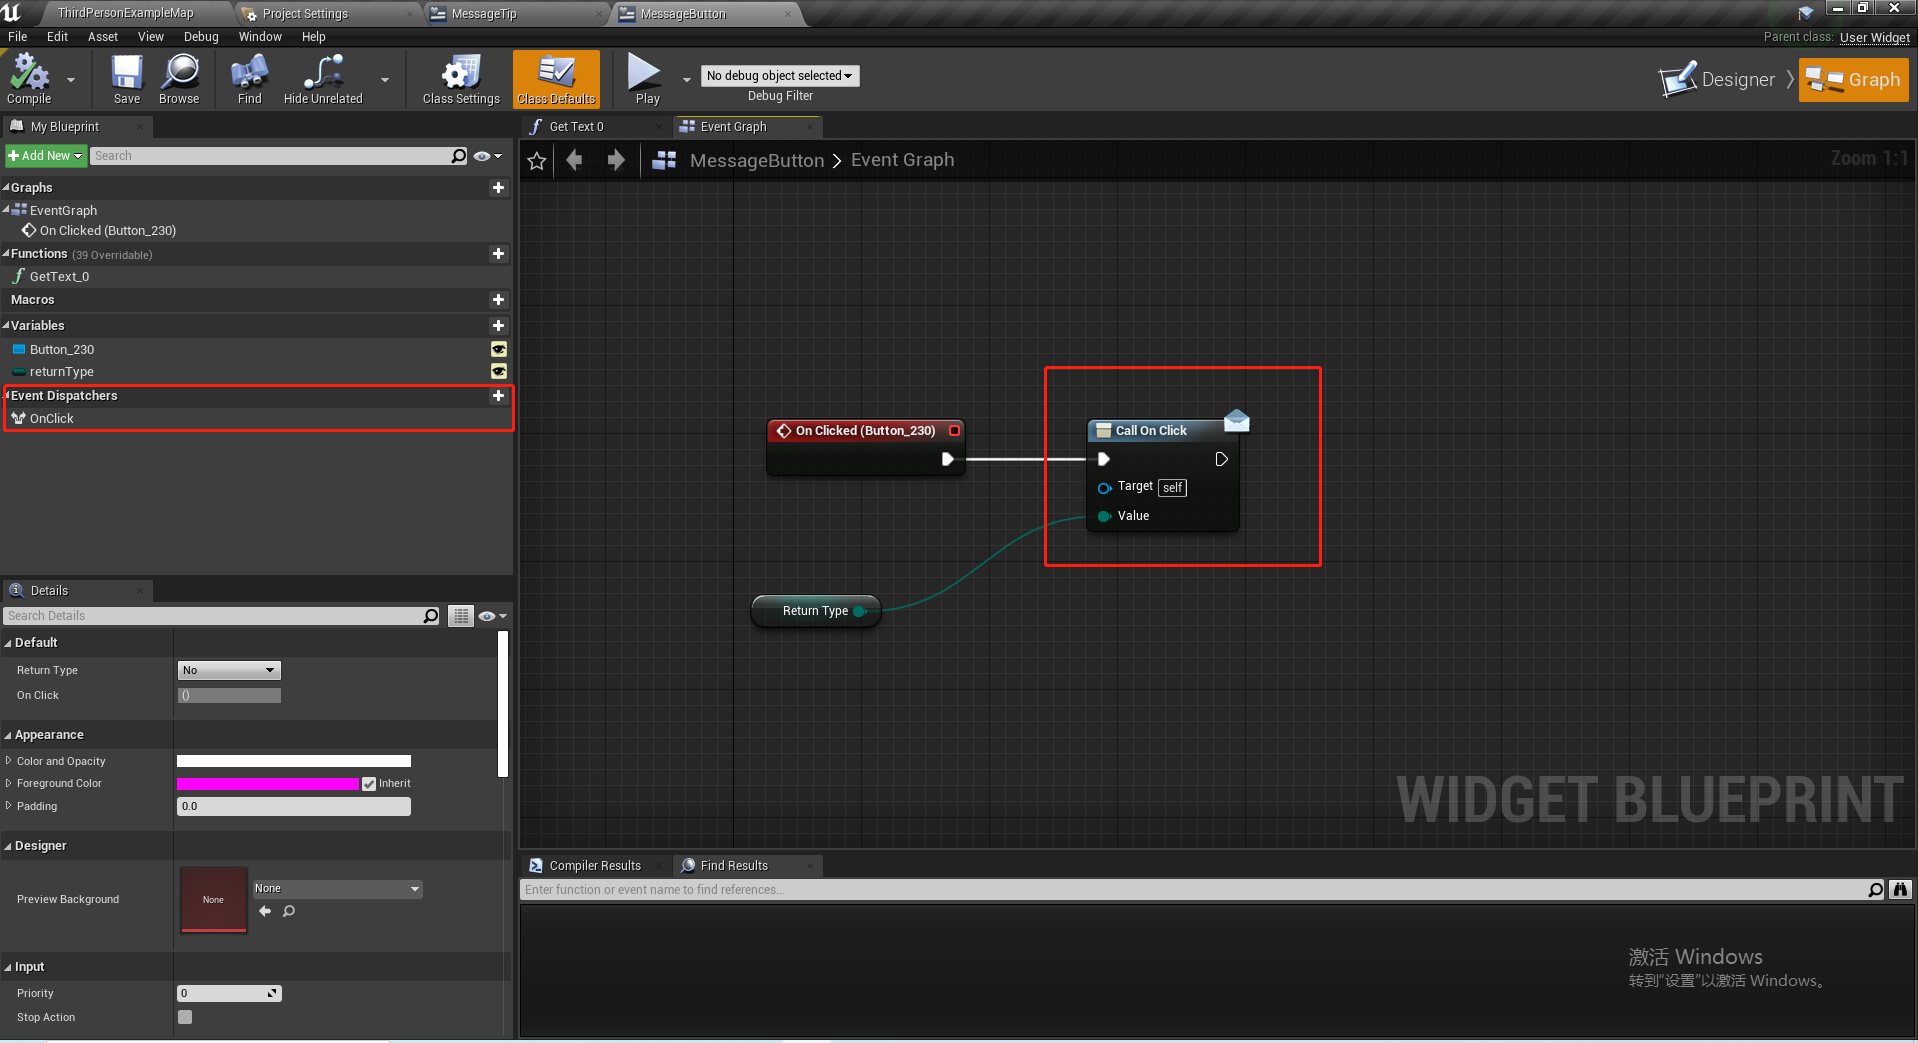 ThirdPersonExampleMap
Project Settings
MessageTip
MessageButton
File Edit Asset View Debug Window Help
Parent class: User Widget
Compile
Save
Browse
Find
Hide Unrelated
Class Settings
Class Defaults
Play
No debug object selected
Debug Filter
Designer
Graph
My Blueprint
Add New
Search
Graphs
EventGraph
On Clicked (Button_230)
Functions (39 Overridable)
GetText_0
Macros
Variables
Button_230
returnType
Event Dispatchers
OnClick
Details
Search Details
Default
Return Type No
On Click ()
Appearance
Color and Opacity
Foreground Color Inherit
Padding 0.0
Designer
Preview Background None None
Input
Priority 0
Stop Action
Get Text 0
Event Graph
MessageButton > Event Graph
Zoom 1:1
On Clicked (Button_230)
Call On Click
Target self
Value
Return Type
WIDGET BLUEPRINT
Compiler Results
Find Results
Enter function or event name to find references...
激活 Windows
转到“设置”以激活 Windows。